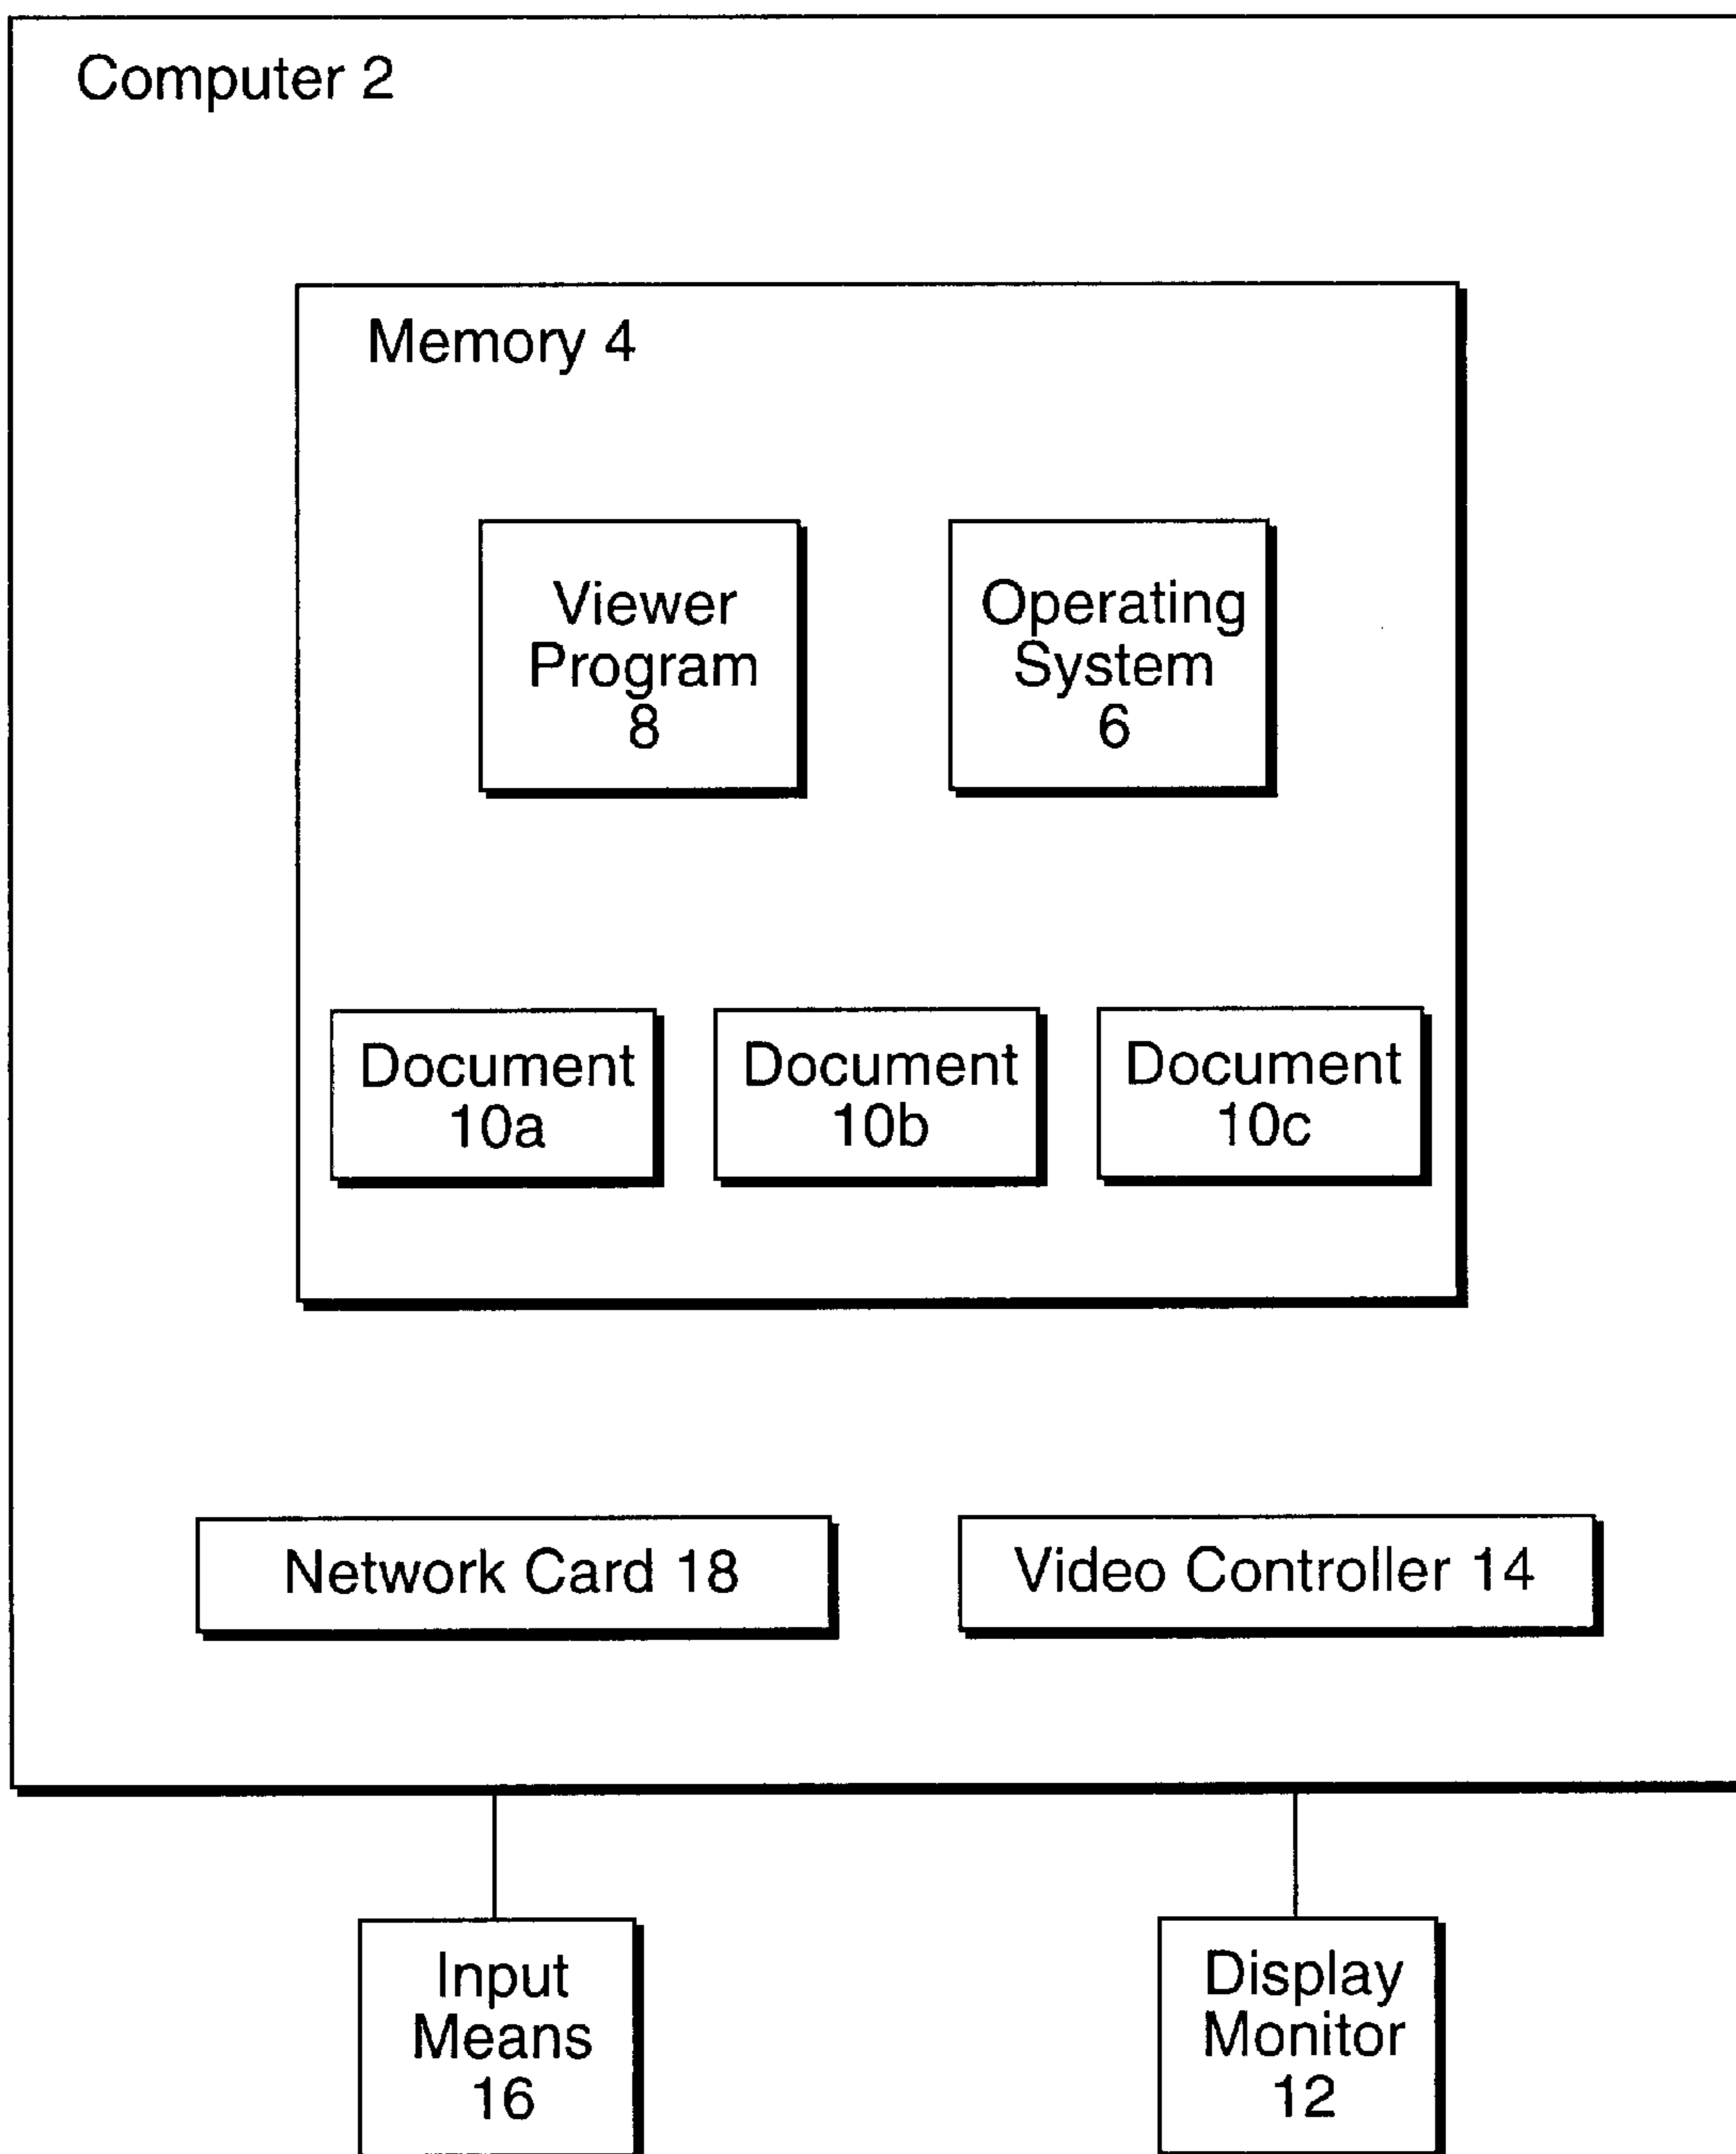 Computer 2
Memory 4
Viewer
Program
8
Operating
System
6
Document
10a
Document
10b
Document
10c
Network Card 18
Video Controller 14
Input
Means
16
Display
Monitor
12